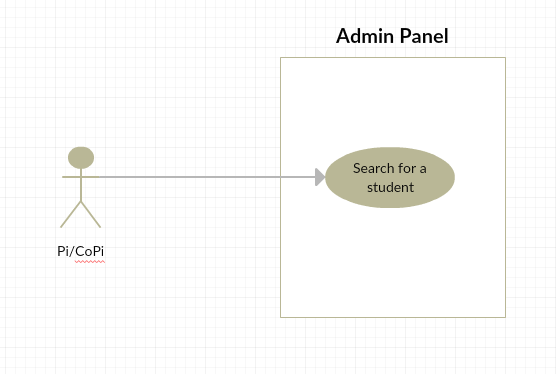 Admin Panel
Search for a
student
Pi/CoPi